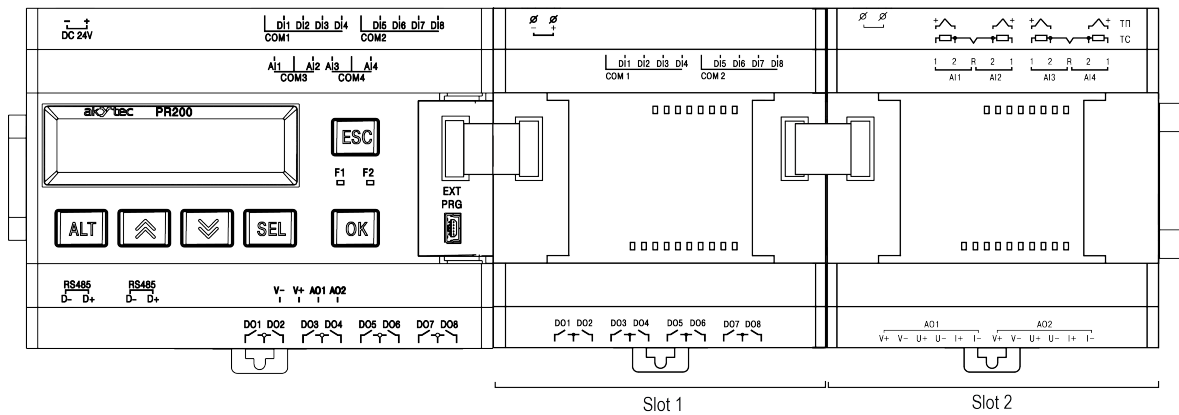 - +
DC 24V
DI1 DI2 DI3 DI4
COM1
DI5 DI6 DI7 DI8
COM2
AI1 AI2 AI3 AI4
COM3 COM4
akYtec PR200
ESC
F1 F2
ALT
SEL
OK
EXT
PRG
RS485
D- D+
RS485
D- D+
V- V+ AO1 AO2
DO1 DO2 DO3 DO4 DO5 DO6 DO7 DO8
- +
DI1 DI2 DI3 DI4
COM 1
DI5 DI6 DI7 DI8
COM 2
DO1 DO2 DO3 DO4 DO5 DO6 DO7 DO8
Slot 1
+ + + + ТП
ТС
1 2 R 2 1 1 2 R 2 1
AI1 AI2 AI3 AI4
AO1 AO2
V+ V- U+ U- I+ I- V+ V- U+ U- I+ I-
Slot 2